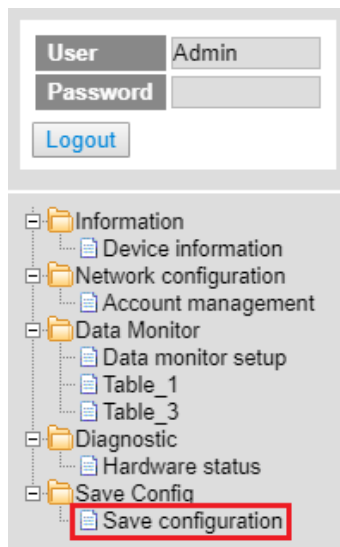 User Admin
Password
Logout
Information
Device information
Network configuration
Account management
Data Monitor
Data monitor setup
Table_1
Table_3
Diagnostic
Hardware status
Save Config
Save configuration